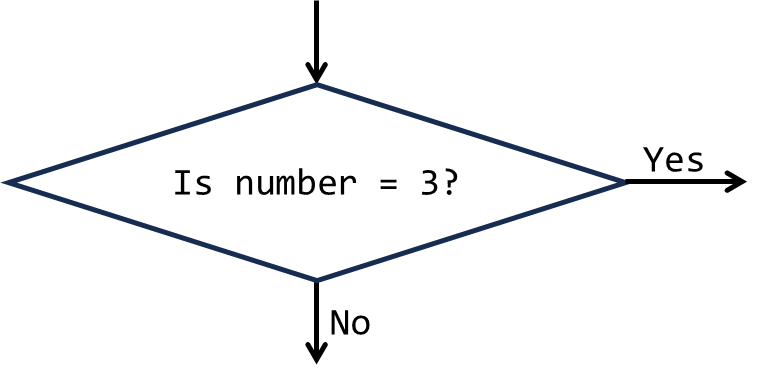 Is number = 3?
Yes
No